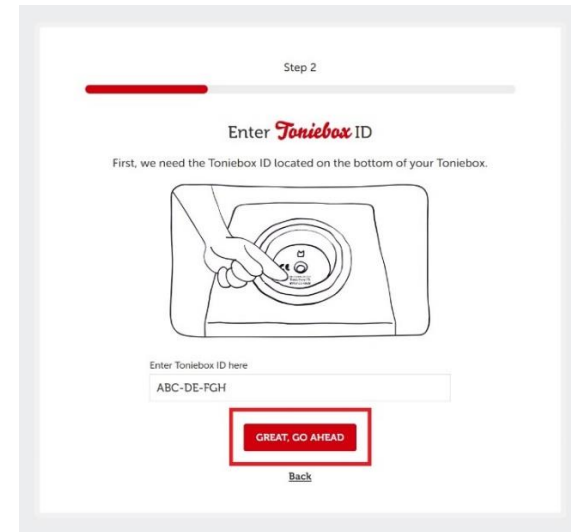 Step 2
Enter Toniebox ID
First, we need the Toniebox ID located on the bottom of your Toniebox.
Enter Toniebox ID here
ABC-DE-FGH
GREAT, GO AHEAD
Back